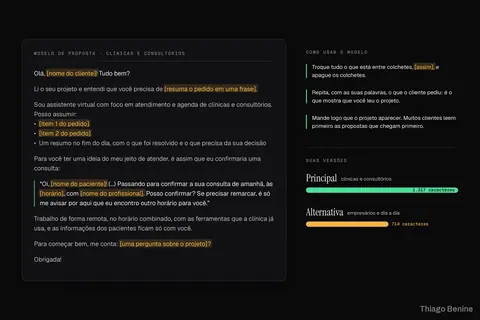 MODELO DE PROPOSTA · CLÍNICAS E CONSULTÓRIOS
Olá, [nome do cliente]! Tudo bem?
Li o seu projeto e entendi que você precisa de [resuma o pedido em uma frase].
Sou assistente virtual com foco em atendimento e agenda de clínicas e consultórios.
Posso assumir:
• [item 1 do pedido]
• [item 2 do pedido]
• Um resumo no fim do dia, com o que foi resolvido e o que precisa da sua decisão
Para você ter uma ideia do meu jeito de atender, é assim que eu confirmaria uma
consulta:
"Oi, [nome do paciente]! (...) Passando para confirmar a sua consulta de amanhã, às
[horário], com [nome do profissional]. Posso confirmar? Se precisar remarcar, é só
me avisar por aqui que eu encontro outro horário para você."
Trabalho de forma remota, no horário combinado, com as ferramentas que a clínica já
usa, e as informações dos pacientes ficam só com você.
Para começar bem, me conta: [uma pergunta sobre o projeto]?
Obrigada!
COMO USAR O MODELO
Troque tudo o que está entre colchetes, [assim], e
apague os colchetes.
Repita, com as suas palavras, o que o cliente pediu: é o
que mostra que você leu o projeto.
Mande logo que o projeto aparecer. Muitos clientes leem
primeiro as propostas que chegam primeiro.
DUAS VERSÕES
Principal clínicas e consultórios
1.317 caracteres
Alternativa empresários e dia a dia
714 caracteres
Thiago Benine